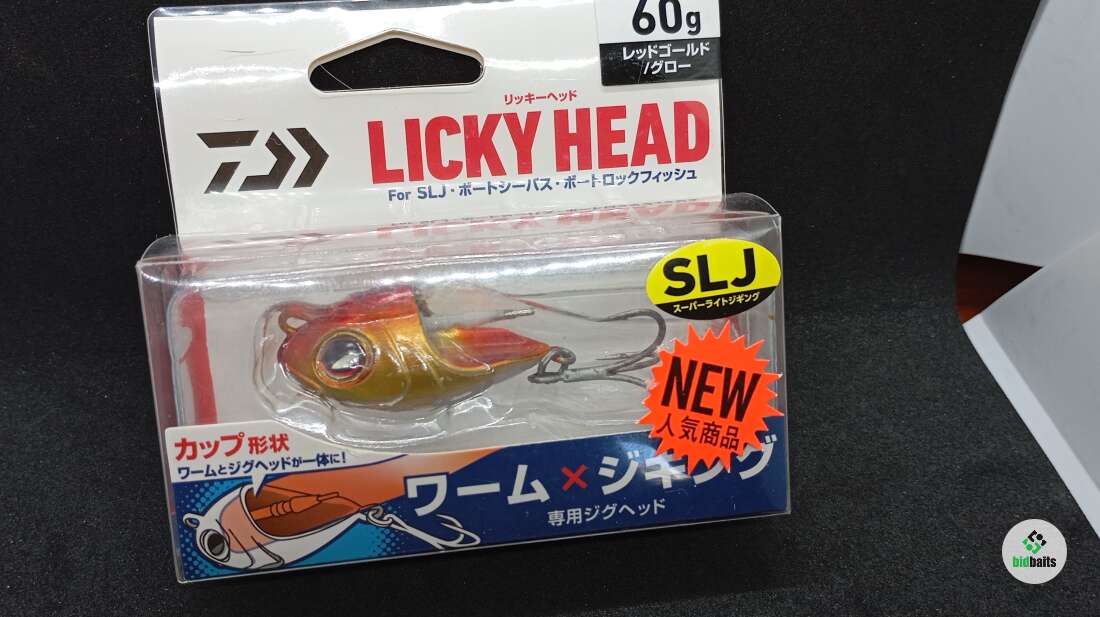 60g
レッドゴールド
/グロー
リッキーヘッド
LICKY HEAD
For SLJ・ボートシーバス・ボートロックフィッシュ
SLJ
スーパーライトジギング
NEW
人気商品
カップ形状
ワームとジグヘッドが一体に!
ワーム×ジギング
専用ジグヘッド
bidbaits